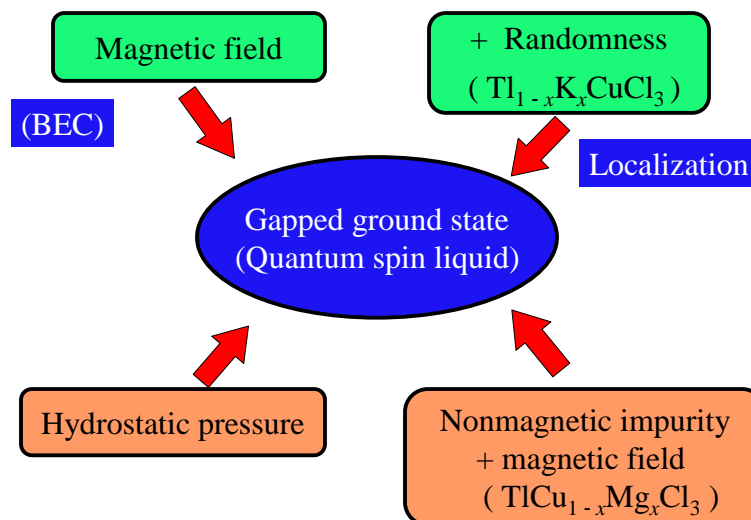 Magnetic field
+ Randomness
( Tl₁₋ₓKₓCuCl₃ )
(BEC)
Localization
Gapped ground state
(Quantum spin liquid)
Hydrostatic pressure
Nonmagnetic impurity
+ magnetic field
( TlCu₁₋ₓMgₓCl₃ )